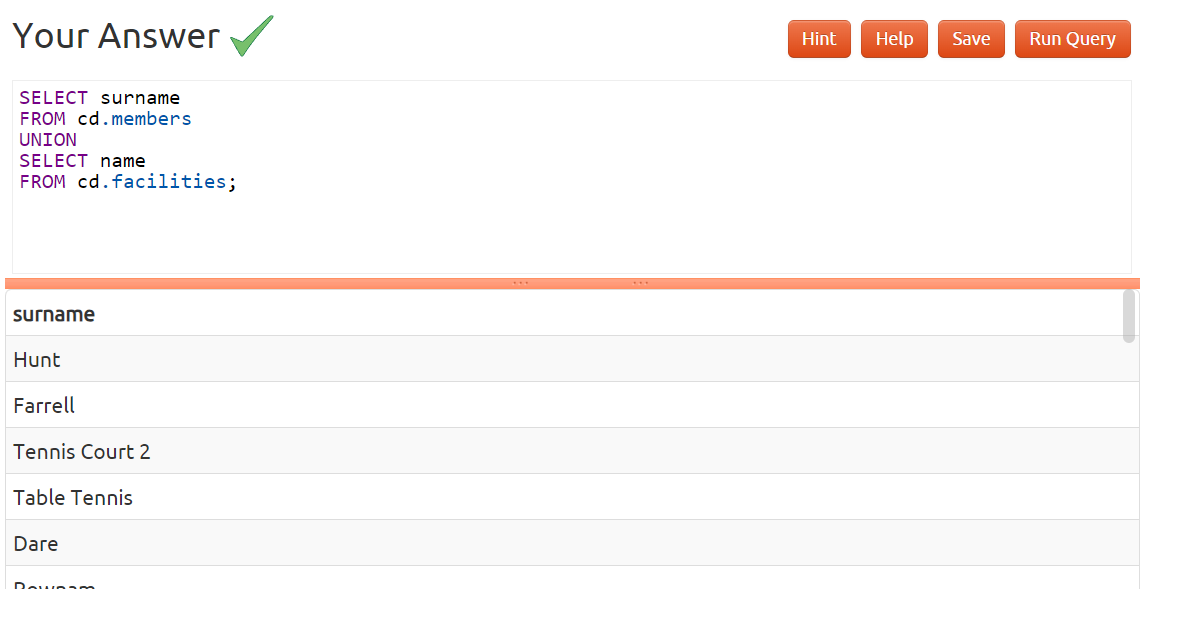 Your Answer
Hint Help Save Run Query
SELECT surname
FROM cd.members
UNION
SELECT name
FROM cd.facilities;
surname
Hunt
Farrell
Tennis Court 2
Table Tennis
Dare